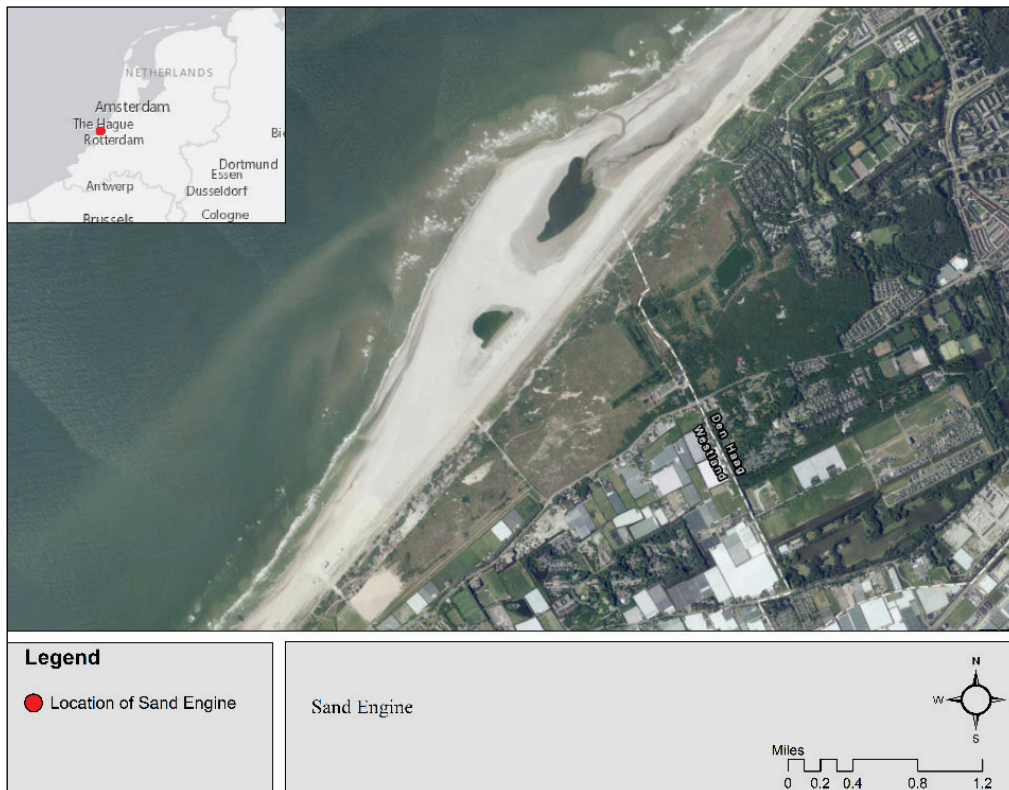 NETHERLANDS
Amsterdam
The Hague
Rotterdam
Bie
Dortmund
Essen
Antwerp
Dusseldorf
Brussels
Cologne
Den Haag
Westland
Legend
Location of Sand Engine
Sand Engine
N
W
S
Miles
0 0.2 0.4 0.8 1.2